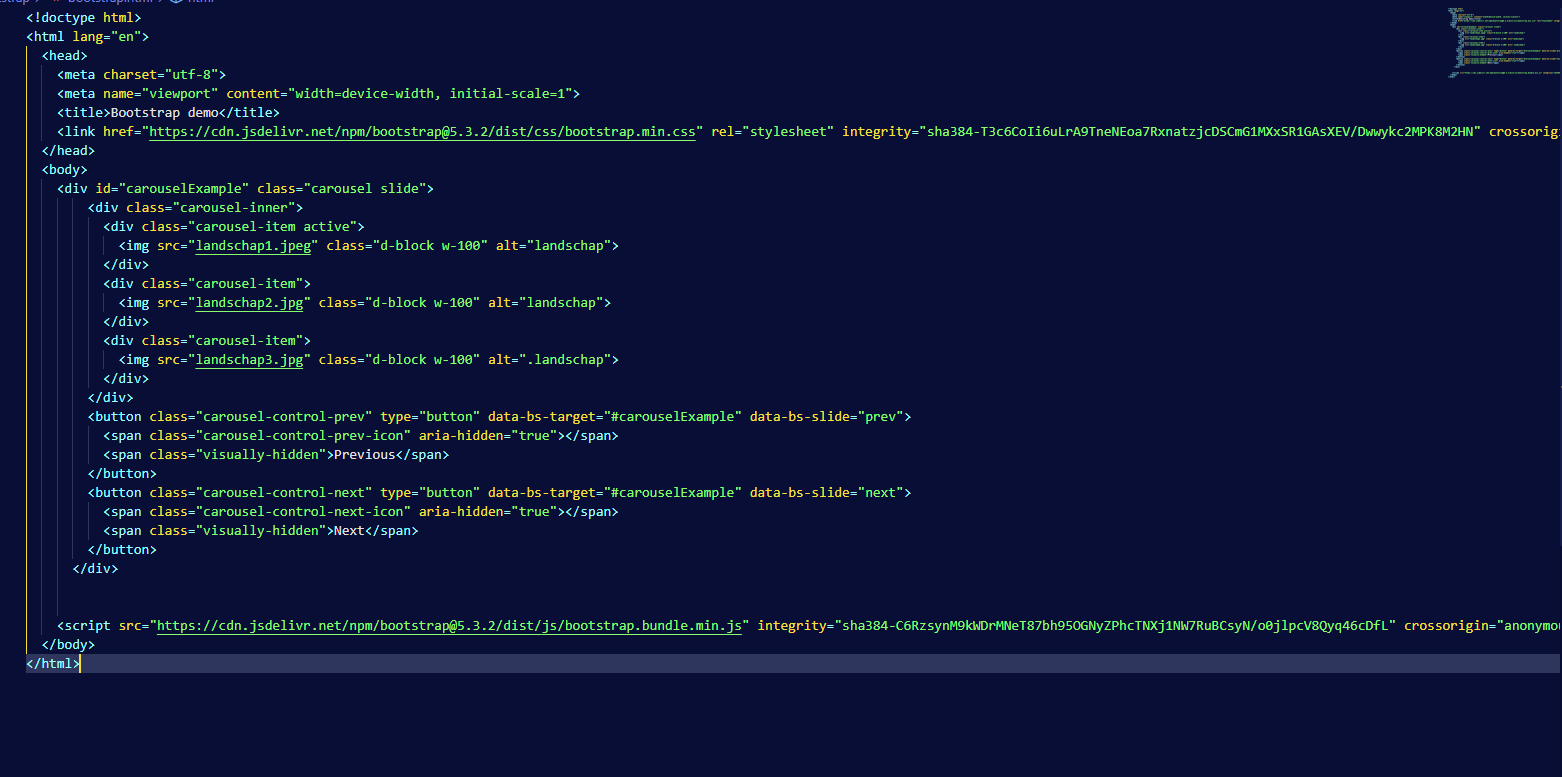 <!doctype html>
<html lang="en">
<head>
<meta charset="utf-8">
<meta name="viewport" content="width=device-width, initial-scale=1">
<title>Bootstrap demo</title>
<link href="https://cdn.jsdelivr.net/npm/bootstrap@5.3.2/dist/css/bootstrap.min.css" rel="stylesheet" integrity="sha384-T3c6CoIi6uLrA9TneNEoa7RxnatzjcDSCmG1MXxSR1GAsXEV/Dwwykc2MPK8M2HN" crossorig
</head>
<body>
<div id="carouselExample" class="carousel slide">
<div class="carousel-inner">
<div class="carousel-item active">
<img src="landschap1.jpeg" class="d-block w-100" alt="landschap">
</div>
<div class="carousel-item">
<img src="landschap2.jpg" class="d-block w-100" alt="landschap">
</div>
<div class="carousel-item">
<img src="landschap3.jpg" class="d-block w-100" alt=".landschap">
</div>
</div>
<button class="carousel-control-prev" type="button" data-bs-target="#carouselExample" data-bs-slide="prev">
<span class="carousel-control-prev-icon" aria-hidden="true"></span>
<span class="visually-hidden">Previous</span>
</button>
<button class="carousel-control-next" type="button" data-bs-target="#carouselExample" data-bs-slide="next">
<span class="carousel-control-next-icon" aria-hidden="true"></span>
<span class="visually-hidden">Next</span>
</button>
</div>
<script src="https://cdn.jsdelivr.net/npm/bootstrap@5.3.2/dist/js/bootstrap.bundle.min.js" integrity="sha384-C6RzsynM9kWDrMNeT87bh95OGNyZPhcTNXj1NW7RuBCsyN/o0jlpcV8Qyq46cDfL" crossorigin="anonymo
</body>
</html>